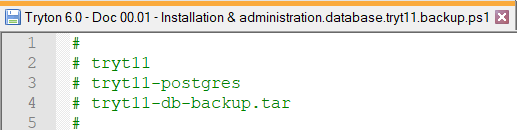 Tryton 6.0 - Doc 00.01 - Installation & administration.database.tryt11.backup.ps1
1 #
2 # tryt11
3 # tryt11-postgres
4 # tryt11-db-backup.tar
5 #